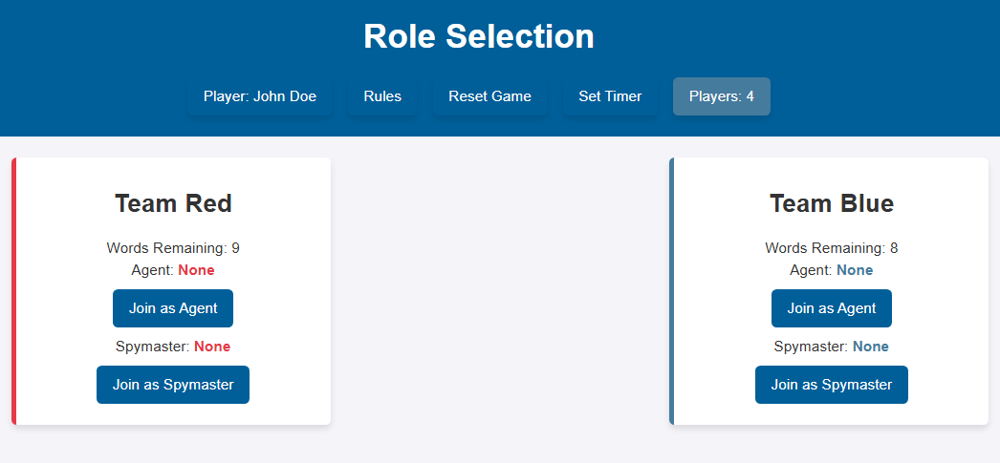 Role Selection
Player: John Doe
Rules
Reset Game
Set Timer
Players: 4
Team Red
Words Remaining: 9
Agent: None
Join as Agent
Spymaster: None
Join as Spymaster
Team Blue
Words Remaining: 8
Agent: None
Join as Agent
Spymaster: None
Join as Spymaster